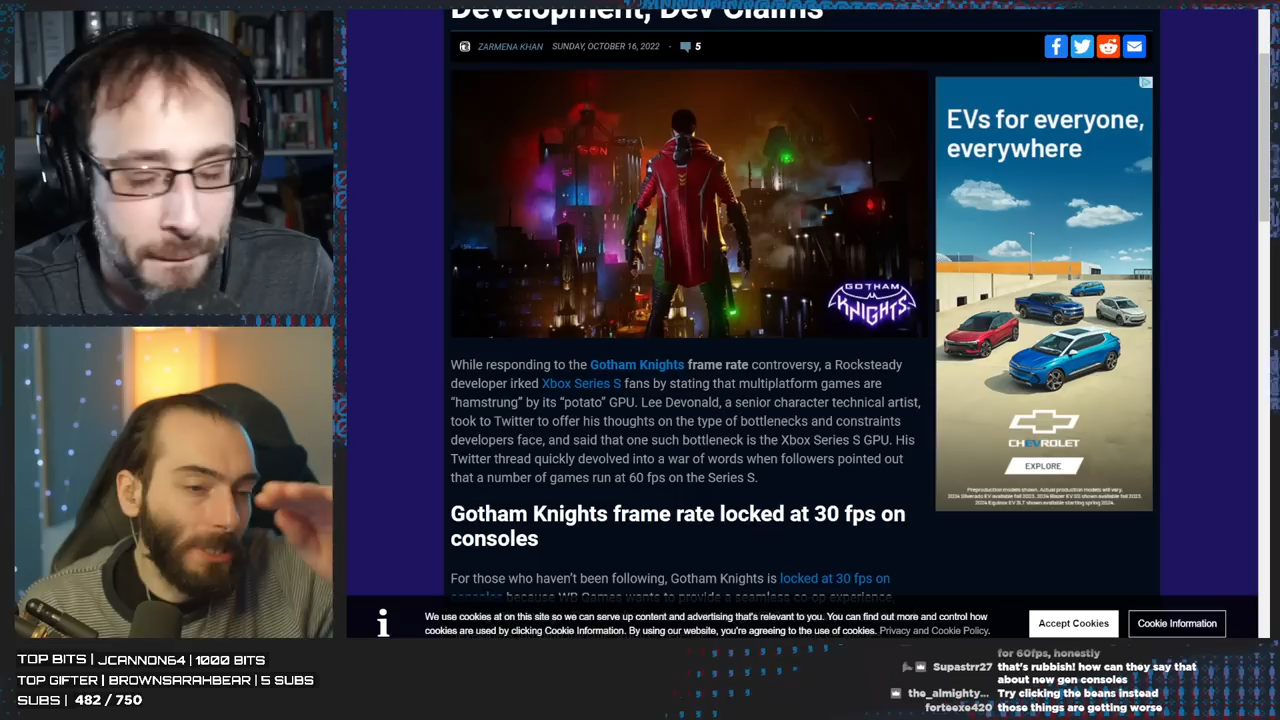 Development, Dev Claims
ZARMENA KHAN SUNDAY, OCTOBER 16, 2022 - 5
GOTHAM
KNIGHTS
While responding to the Gotham Knights frame rate controversy, a Rocksteady
developer irked Xbox Series S fans by stating that multiplatform games are
“hamstrung” by its “potato” GPU. Lee Devonald, a senior character technical artist,
took to Twitter to offer his thoughts on the type of bottlenecks and constraints
developers face, and said that one such bottleneck is the Xbox Series S GPU. His
Twitter thread quickly devolved into a war of words when followers pointed out
that a number of games run at 60 fps on the Series S.
Gotham Knights frame rate locked at 30 fps on
consoles
For those who haven’t been following, Gotham Knights is locked at 30 fps on
consoles because WB Games wants to provide a seamless co-op experience,
EVs for everyone,
everywhere
CHEVROLET
EXPLORE
We use cookies at on this site so we can serve up content and advertising that's relevant to you. You can find out more and control how
cookies are used by clicking Cookie Information. By using our website, you're agreeing to the use of cookies. Privacy and Cookie Policy.
Accept Cookies
Cookie Information
TOP BITS | JCANNON64 | 1000 BITS
TOP GIFTER | BROWNSARAHBEAR | 5 SUBS
SUBS | 482 / 750
for 60fps, honestly
Supastrr27 that's rubbish! how can they say that
about new gen consoles
the_almighty... Try clicking the beans instead
forteexe420 those things are getting worse